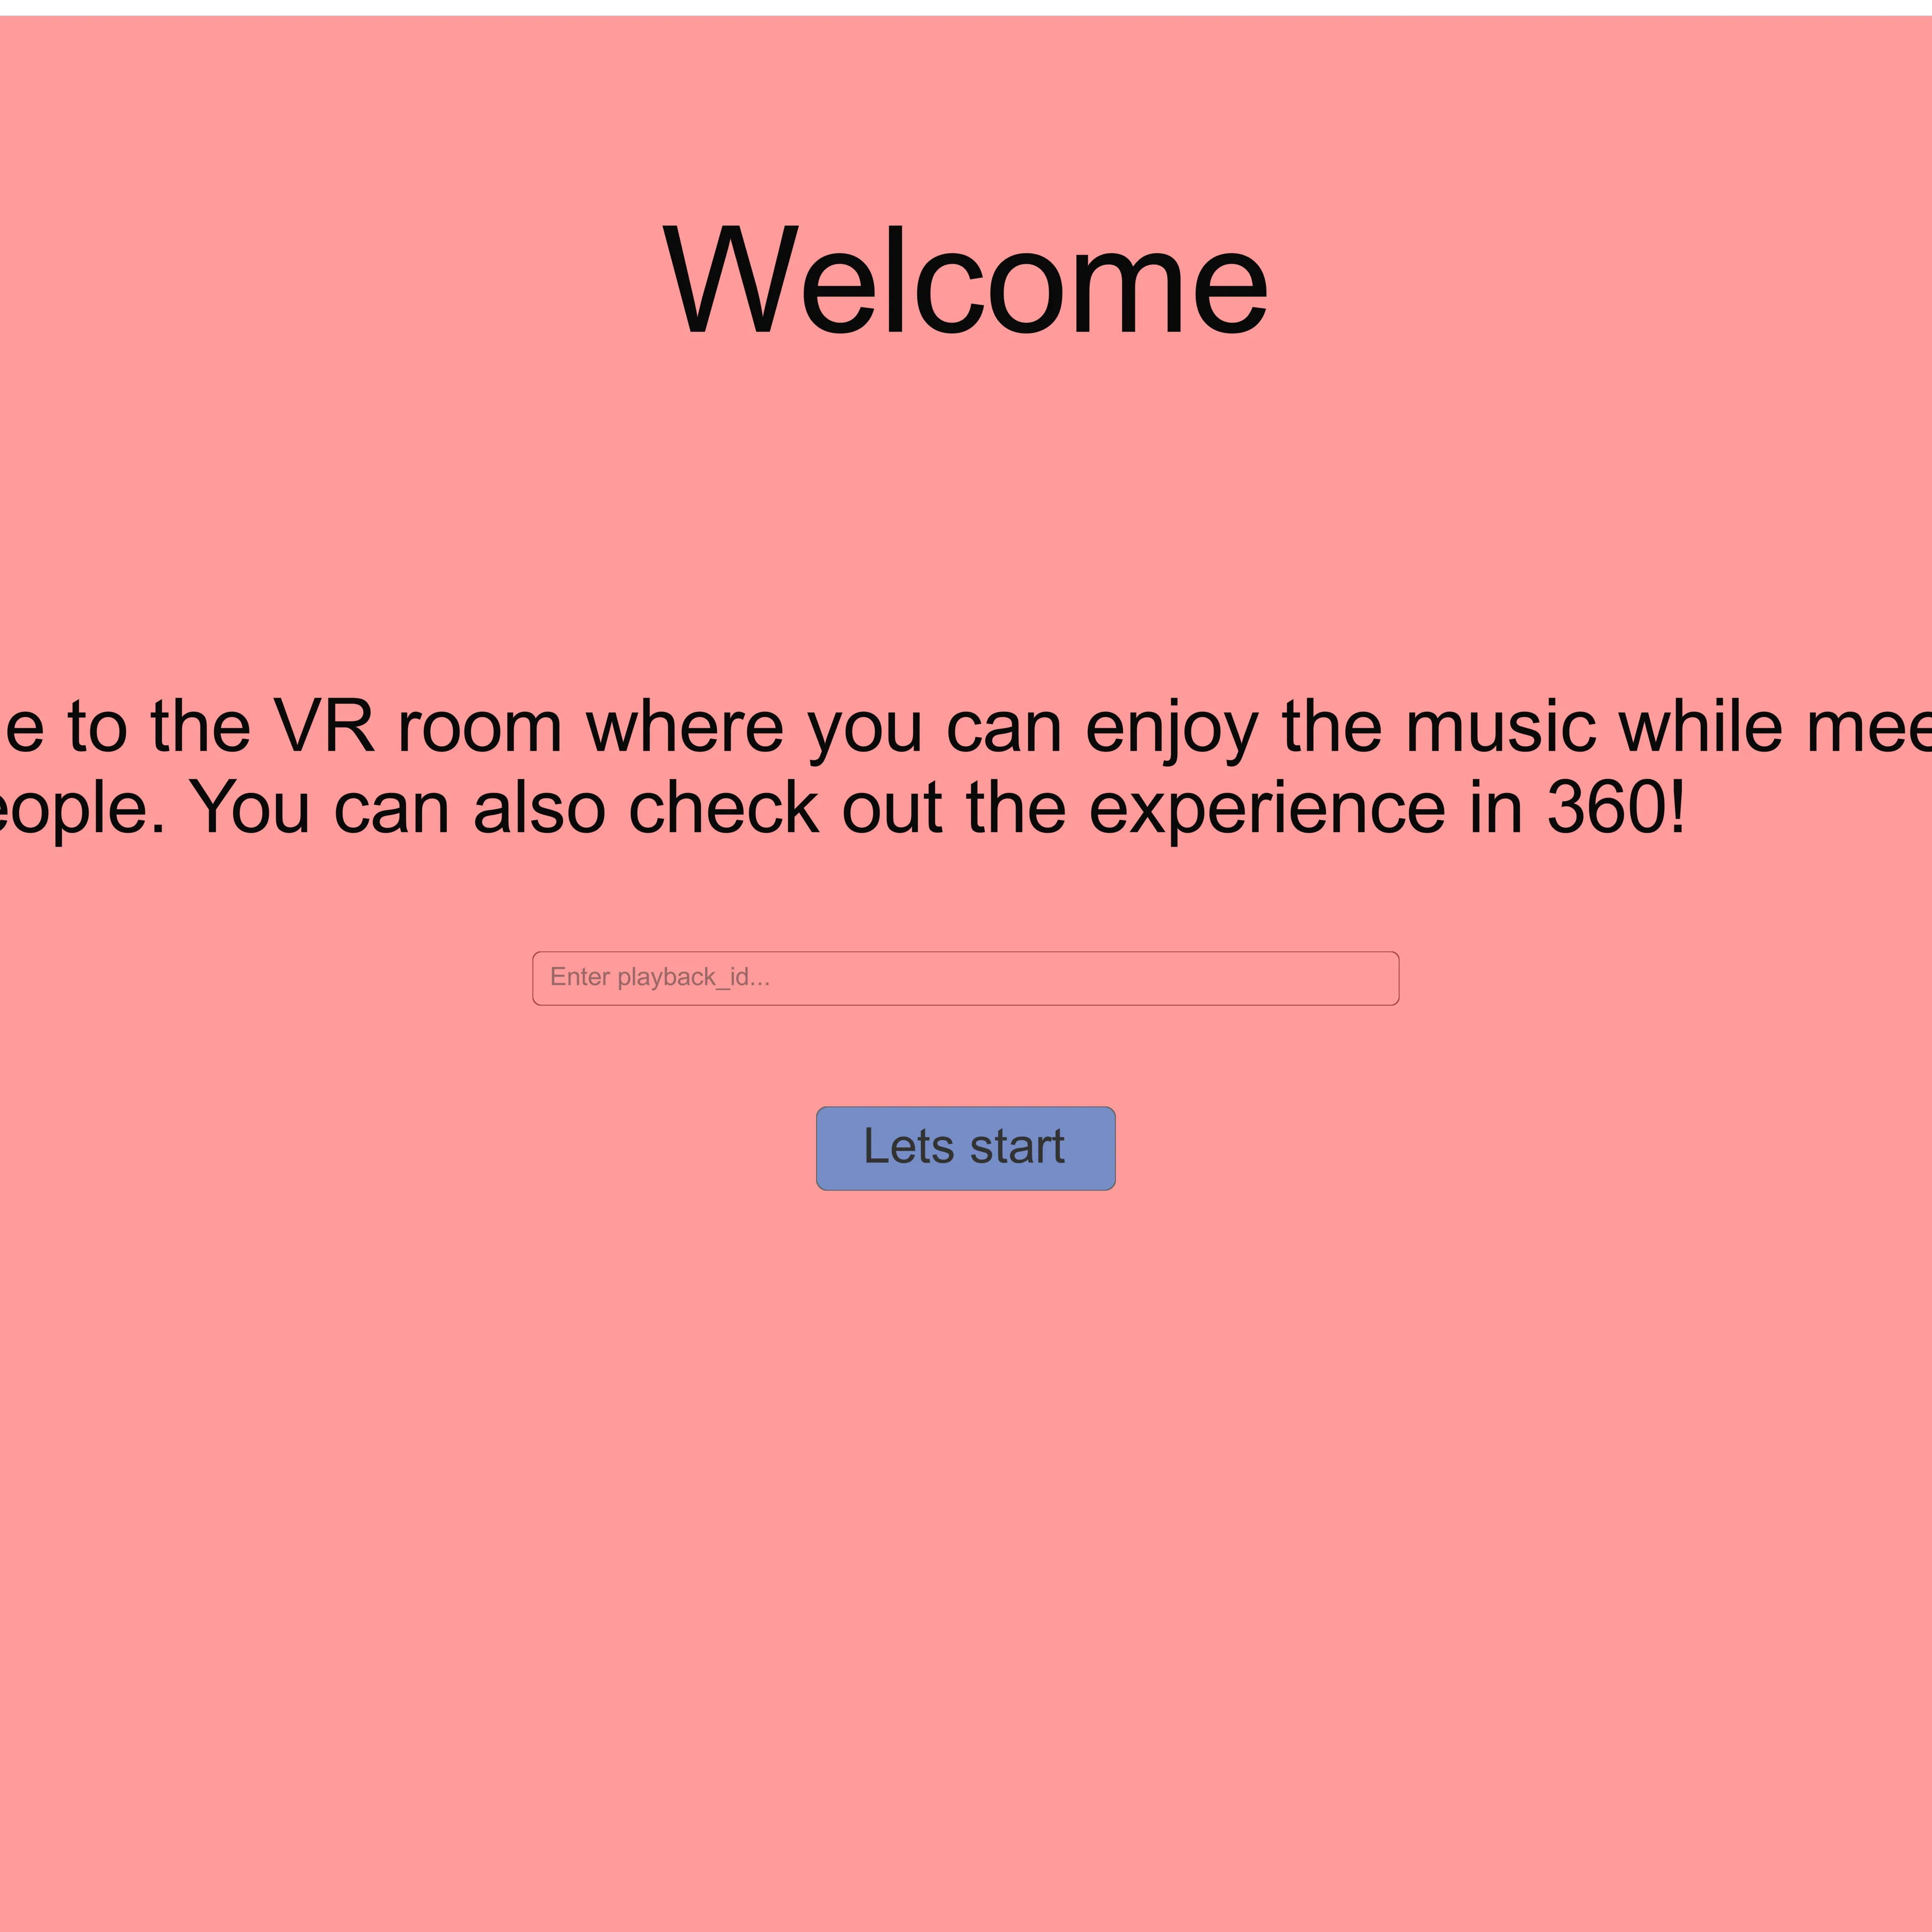 Welcome
e to the VR room where you can enjoy the music while mee
eople. You can also check out the experience in 360!
Enter playback_id...
Lets start